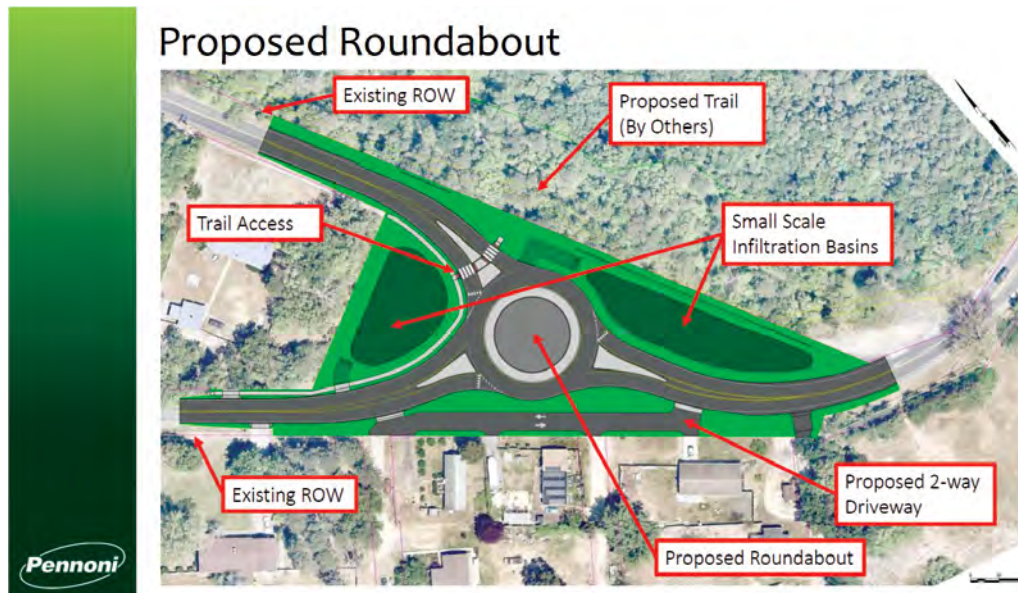 Proposed Roundabout
Existing ROW
Proposed Trail
(By Others)
Trail Access
Small Scale
Infiltration Basins
Existing ROW
Proposed 2-way
Driveway
Proposed Roundabout
Pennoni